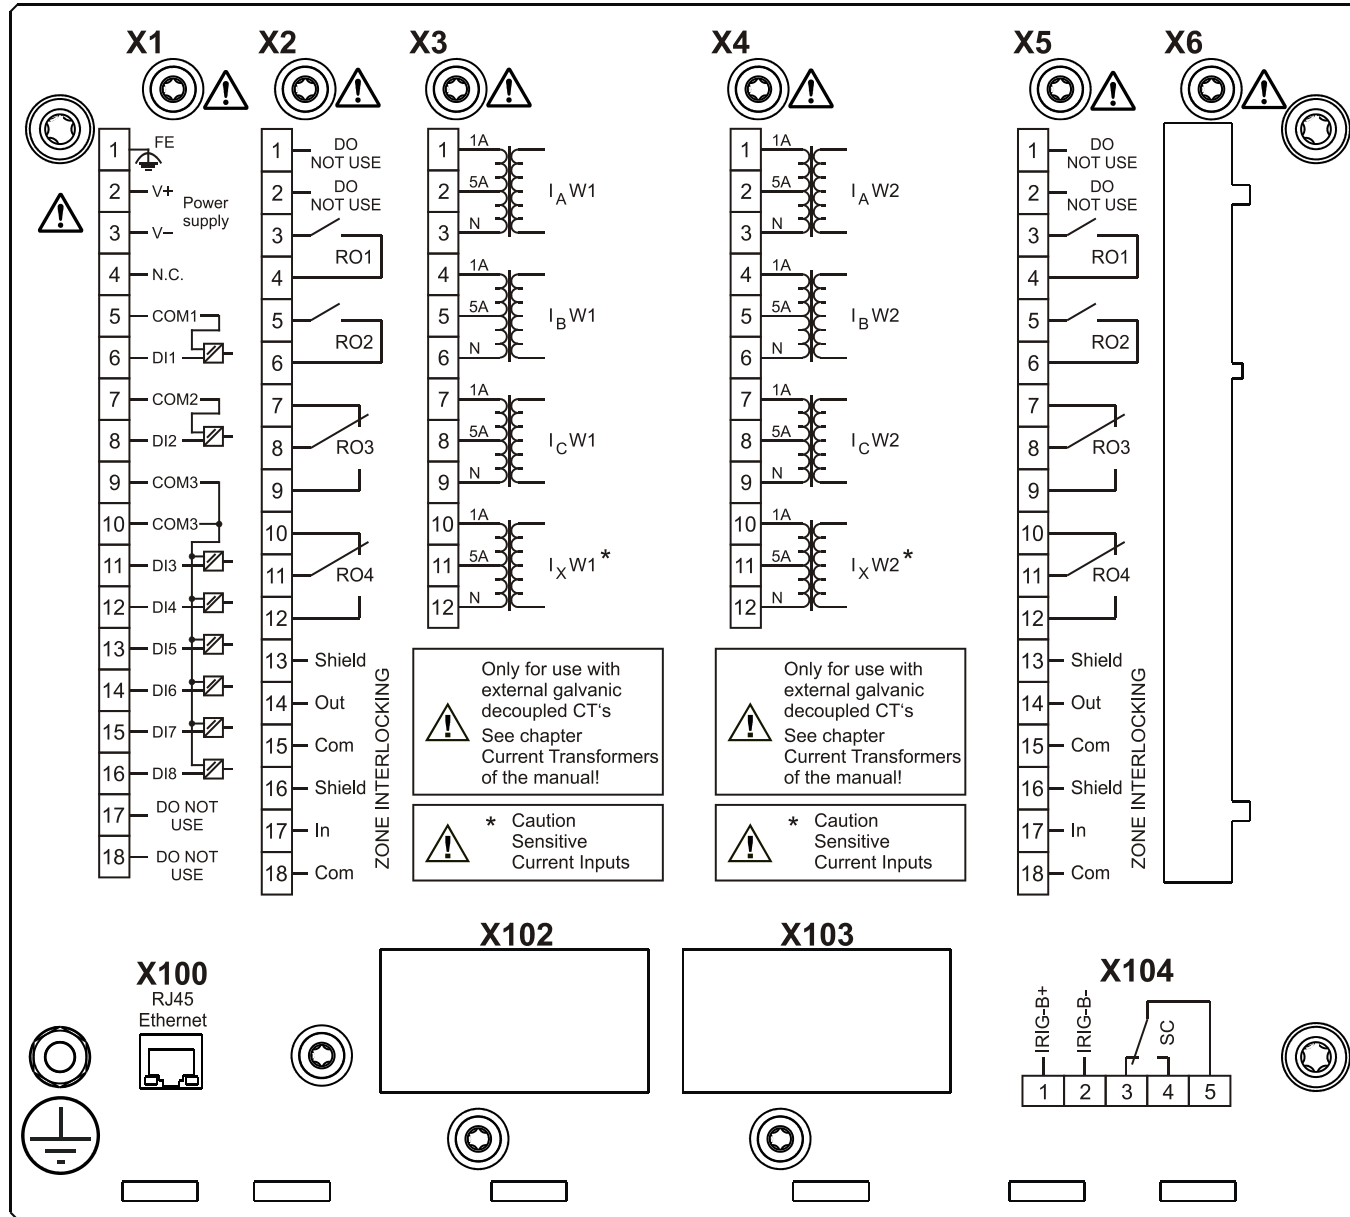 X1
X2
X3
X4
X5
X6
1
FE
2
V+
Power
supply
3
V–
4
N.C.
5
COM1
6
DI1
7
COM2
8
DI2
9
COM3
10
COM3
11
DI3
12
DI4
13
DI5
14
DI6
15
DI7
16
DI8
17
DO NOT
USE
18
DO NOT
USE
1
DO
NOT USE
2
DO
NOT USE
3
RO1
4
5
RO2
6
7
8
RO3
9
10
11
RO4
12
13
Shield
14
Out
15
Com
16
Shield
17
In
18
Com
ZONE INTERLOCKING
1
1A
2
5A
IAW1
3
N
4
1A
5
5A
IBW1
6
N
7
1A
8
5A
ICW1
9
N
10
1A
11
5A
IXW1*
12
N
Only for use with
external galvanic
decoupled CT‘s
See chapter
Current Transformers
of the manual!
* Caution
Sensitive
Current Inputs
1
1A
2
5A
IAW2
3
N
4
1A
5
5A
IBW2
6
N
7
1A
8
5A
ICW2
9
N
10
1A
11
5A
IXW2*
12
N
Only for use with
external galvanic
decoupled CT‘s
See chapter
Current Transformers
of the manual!
* Caution
Sensitive
Current Inputs
1
DO
NOT USE
2
DO
NOT USE
3
RO1
4
5
RO2
6
7
8
RO3
9
10
11
RO4
12
13
Shield
14
Out
15
Com
16
Shield
17
In
18
Com
ZONE INTERLOCKING
X100
RJ45
Ethernet
X102
X103
X104
IRIG-B+
IRIG-B-
SC
1 2 3 4 5